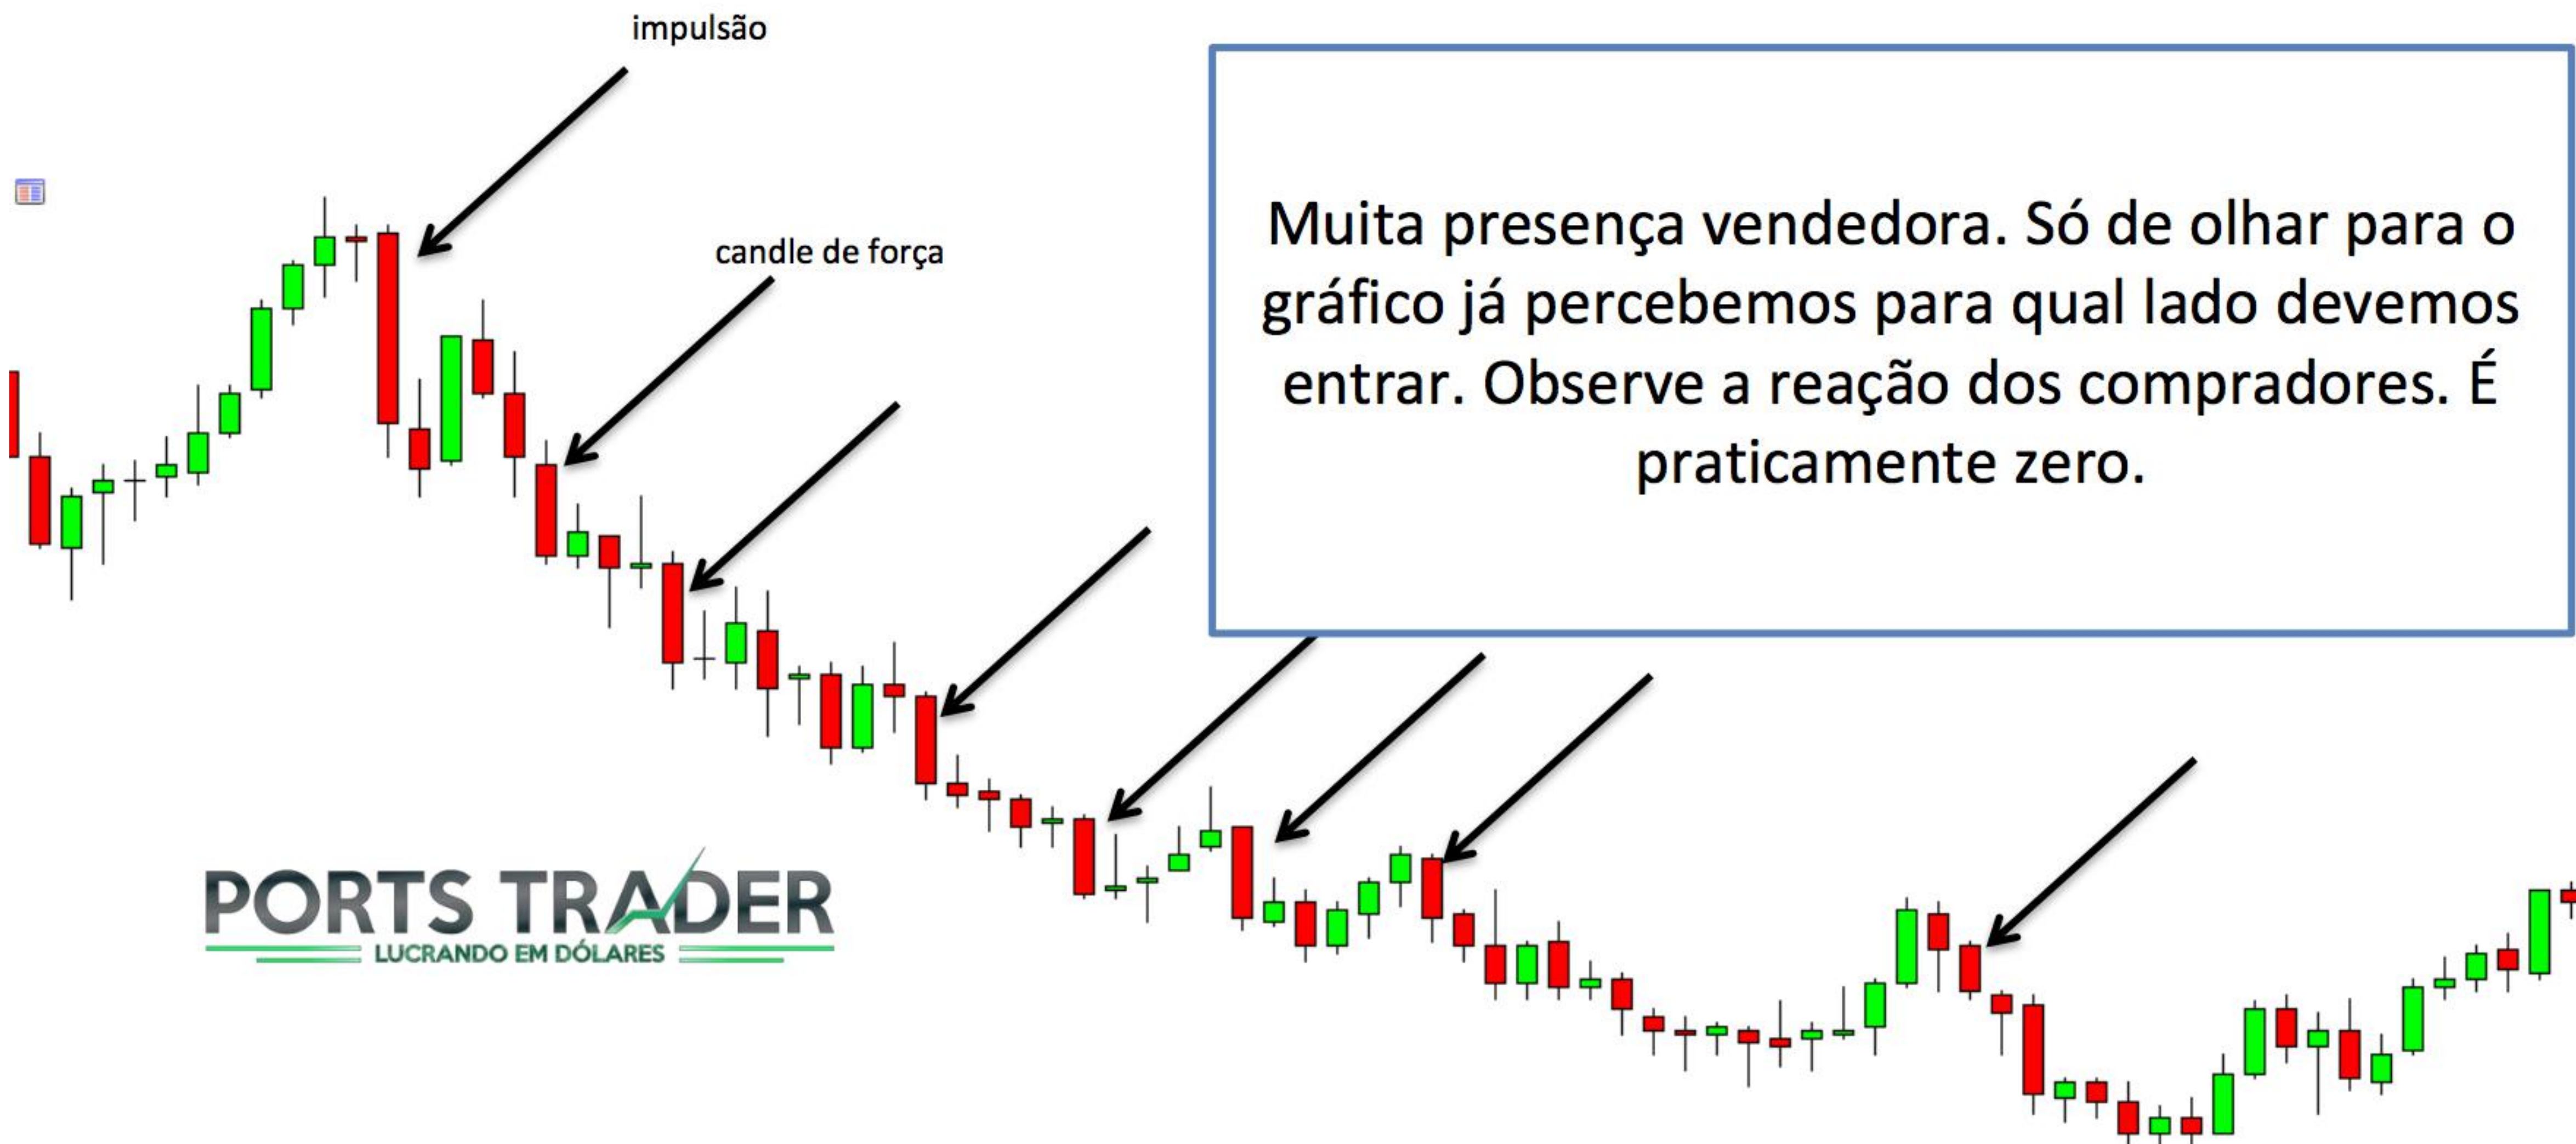 impulsão
candle de força
Muita presença vendedora. Só de olhar para o
gráfico já percebemos para qual lado devemos
entrar. Observe a reação dos compradores. É
praticamente zero.
PORTS TRADER
LUCRANDO EM DÓLARES